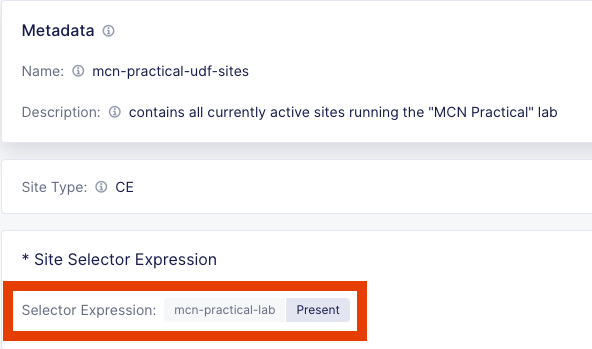 Metadata
Name: mcn-practical-udf-sites
Description: contains all currently active sites running the "MCN Practical" lab
Site Type: CE
* Site Selector Expression
Selector Expression: mcn-practical-lab Present